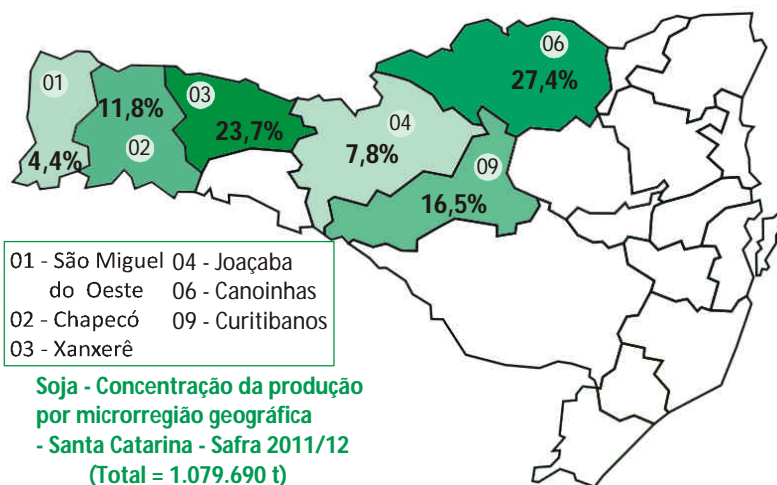 06
27,4%
01
03
11,8%
23,7%
04
02
7,8%
4,4%
09
16,5%
01 - São Miguel
do Oeste
02 - Chapecó
03 - Xanxerê
04 - Joaçaba
06 - Canoinhas
09 - Curitibanos
Soja - Concentração da produção
por microrregião geográfica
- Santa Catarina - Safra 2011/12
(Total = 1.079.690 t)